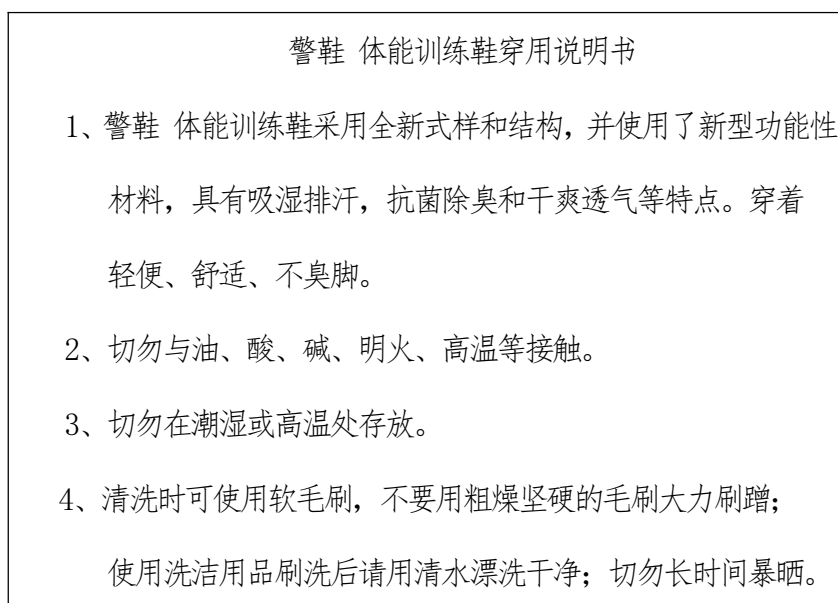 警鞋 体能训练鞋穿用说明书
1、警鞋 体能训练鞋采用全新式样和结构，并使用了新型功能性
材料，具有吸湿排汗，抗菌除臭和干爽透气等特点。穿着
轻便、舒适、不臭脚。
2、切勿与油、酸、碱、明火、高温等接触。
3、切勿在潮湿或高温处存放。
4、清洗时可使用软毛刷，不要用粗燥坚硬的毛刷大力刷蹭；
使用洗洁用品刷洗后请用清水漂洗干净；切勿长时间暴晒。